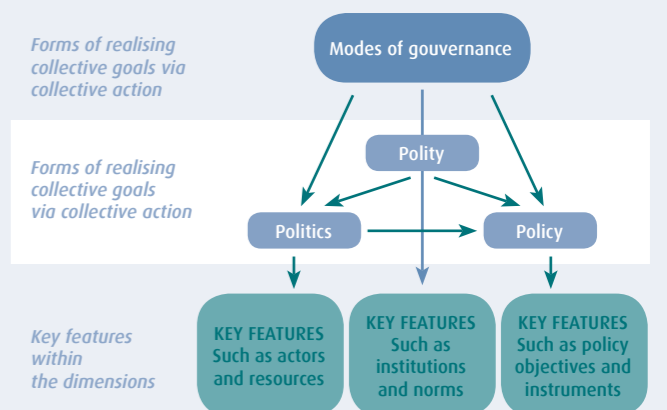 Forms of realising
collective goals via
collective action
Modes of gouvernance
Forms of realising
collective goals
via collective action
Polity
Politics
Policy
Key features
within
the dimensions
KEY FEATURES
Such as actors
and resources
KEY FEATURES
Such as
institutions
and norms
KEY FEATURES
Such as policy
objectives and
instruments